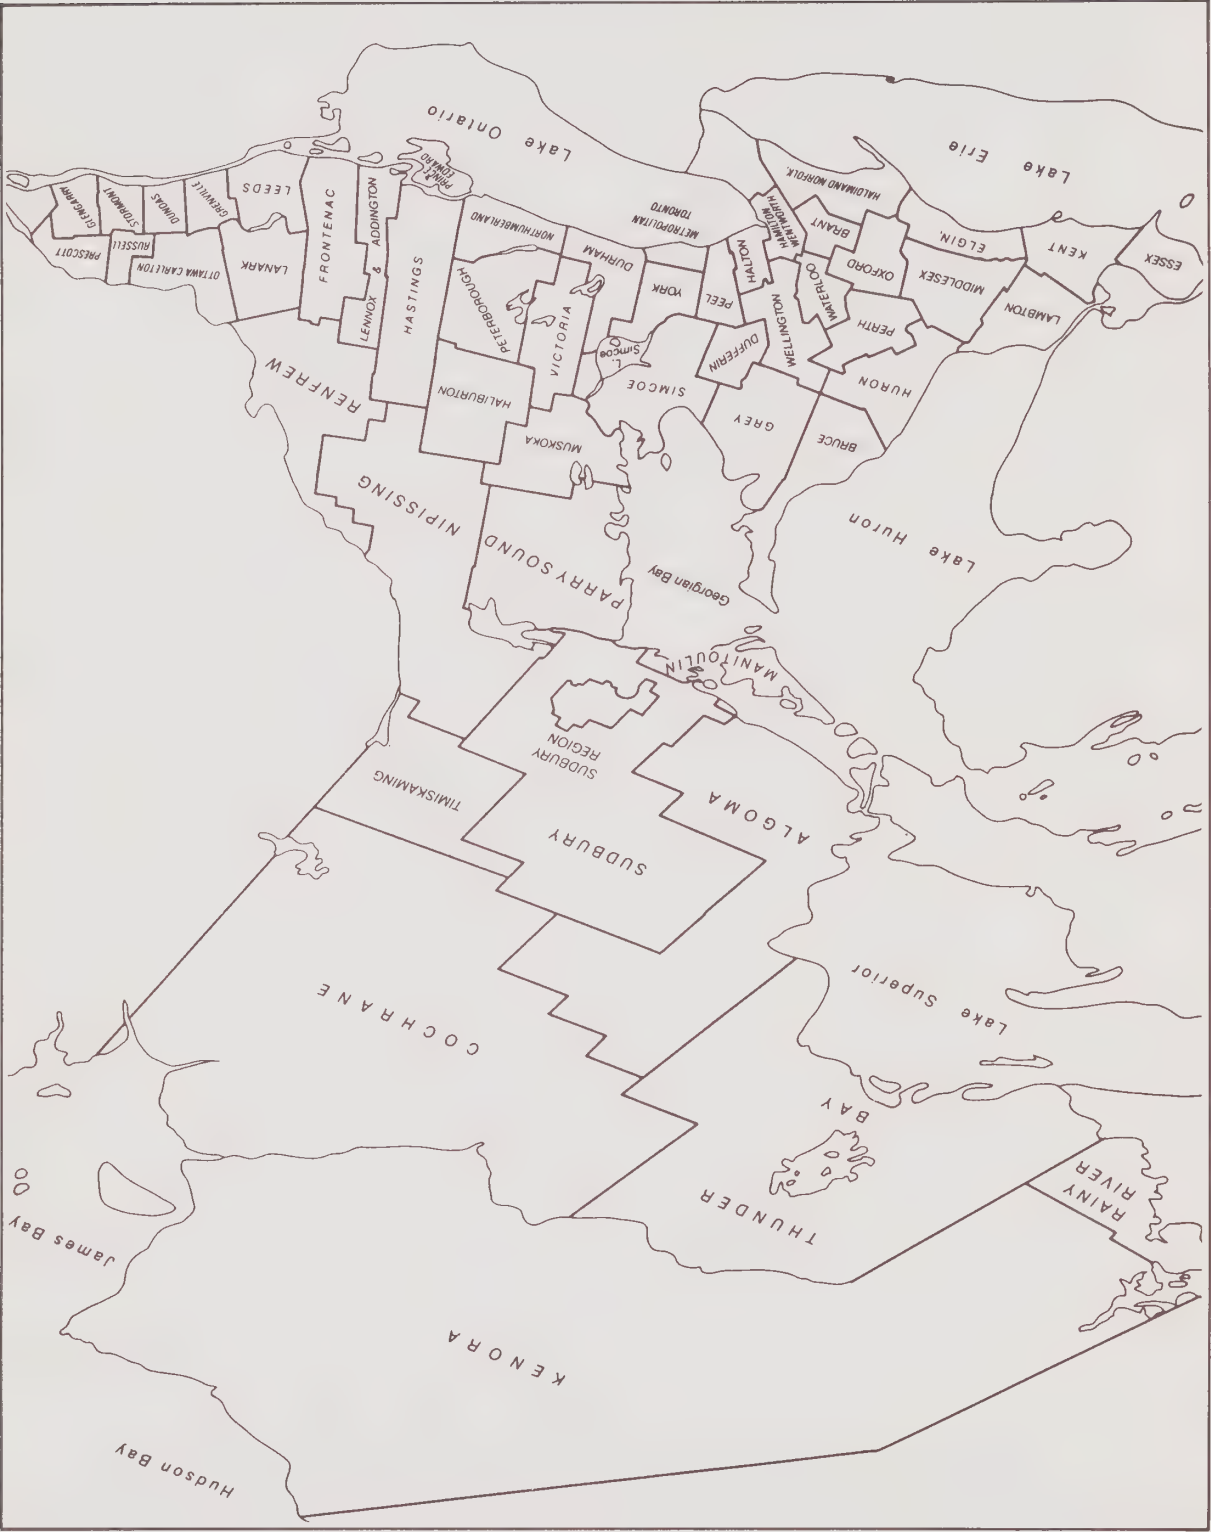 Hudson Bay
KENORA
James Bay
RAINY
RIVER
THUNDER
BAY
Lake Superior
COCHRANE
ALGOMA
SUDBURY
TIMISKAMING
SUDBURY
REGION
MANITOULIN
Georgian Bay
Lake Huron
PARRY SOUND
NIPISSING
RENFREW
BRUCE
GREY
MUSKOKA
HURON
SIMCOE
HALIBURTON
L.
Simcoe
DUFFERIN
WELLINGTON
PERTH
VICTORIA
PETERBOROUGH
HASTINGS
LENNOX & ADDINGTON
FRONTENAC
LANARK
OTTAWA CARLETON
RUSSELL
PRESCOTT
LAMBTON
MIDDLESEX
OXFORD
WATERLOO
HALTON
PEEL
YORK
DURHAM
NORTHUMBERLAND
ESSEX
KENT
ELGIN.
BRANT
HAMILTON
WENTWORTH
METROPOLITAN
TORONTO
HALDIMAND NORFOLK.
PRINCE
EDWARD
LEEDS
GRENVILLE
DUNDAS
STORMONT
GLENGARRY
Lake Erie
Lake Ontario